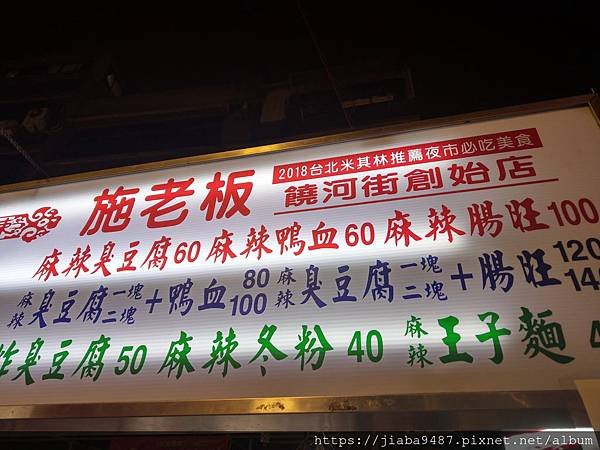 施老板 2018台北米其林推薦夜市必吃美食
饒河街創始店
麻辣臭豆腐60 麻辣鴨血60 麻辣腸旺100
麻辣臭豆腐一塊二塊+鴨血80 100 麻辣臭豆腐一塊二塊+腸旺120
臭豆腐50 麻辣冬粉40 麻辣王子麵
https://jiaba9487.pixnet.net/album